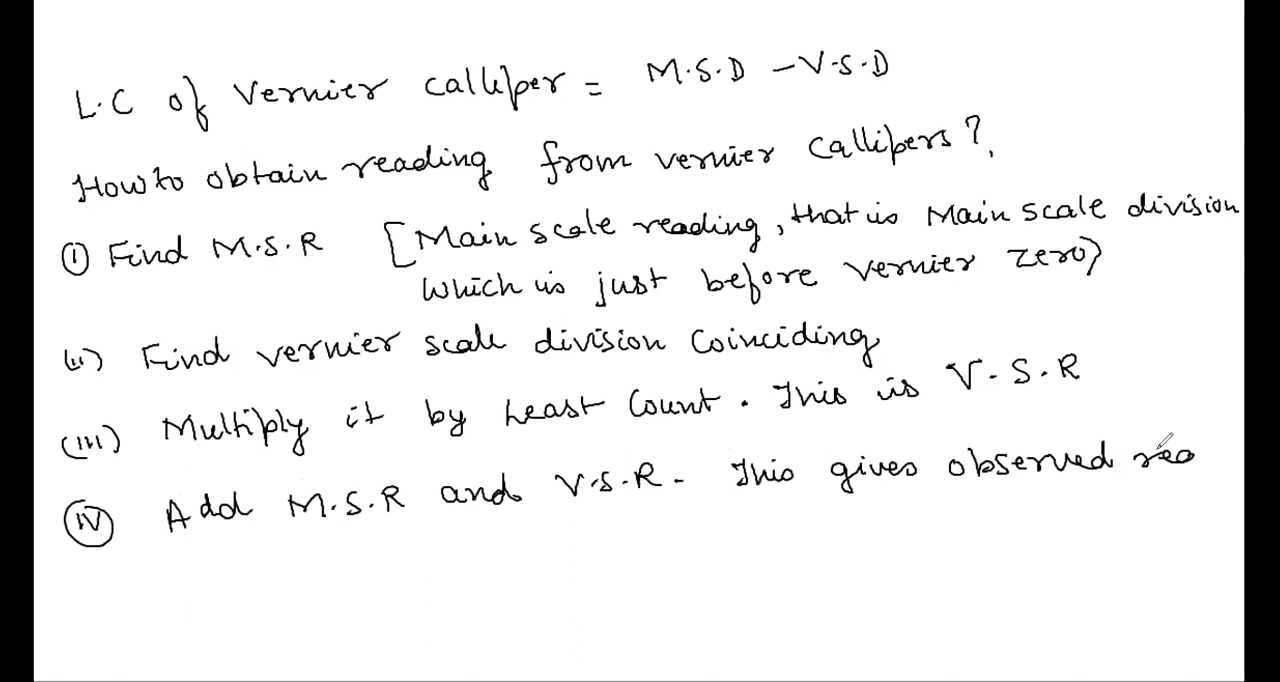 L.C of Vernier calliper = M.S.D - V.S.D
How to obtain reading from vernier callipers?
(i) Find M.S.R [Main scale reading, that is Main scale division
which is just before vernier zero}
(ii) Find vernier scale division coinciding
(iii) Multiply it by Least Count. This is V.S.R
(iv) Add M.S.R and V.S.R. This gives observed rea